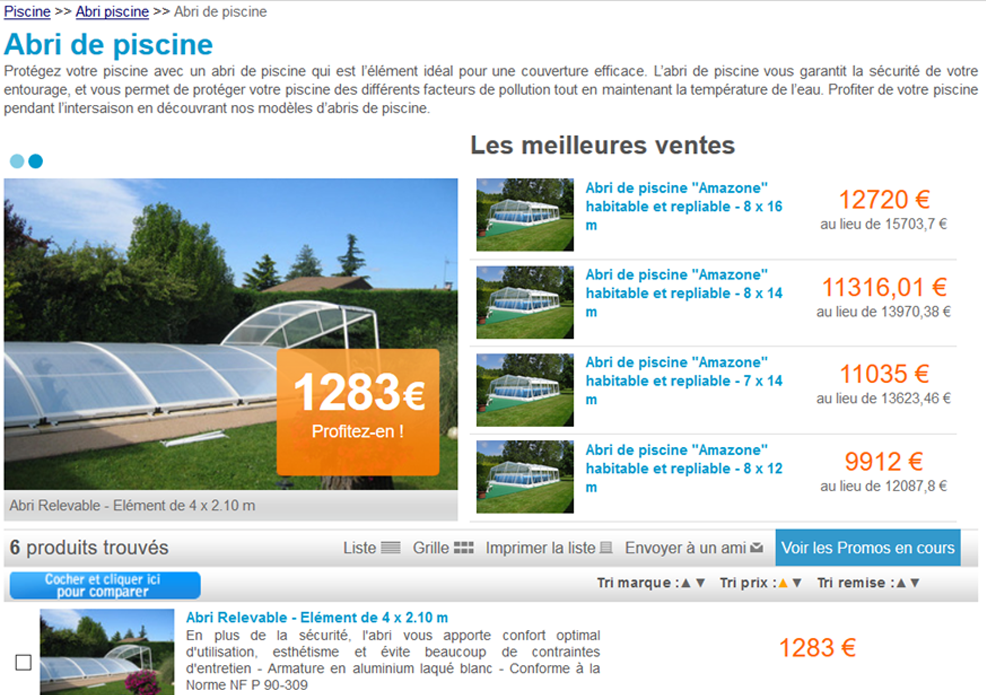 Piscine >> Abri piscine >> Abri de piscine
Abri de piscine
Protégez votre piscine avec un abri de piscine qui est l'élément idéal pour une couverture efficace. L'abri de piscine vous garantit la sécurité de votre
entourage, et vous permet de protéger votre piscine des différents facteurs de pollution tout en maintenant la température de l'eau. Profiter de votre piscine
pendant l'intersaison en découvrant nos modèles d'abris de piscine.
1283€
Profitez-en !
Abri Relevable - Elément de 4 x 2.10 m
Les meilleures ventes
Abri de piscine "Amazone"
habitable et repliable - 8 x 16
m
12720 €
au lieu de 15703,7 €
Abri de piscine "Amazone"
habitable et repliable - 8 x 14
m
11316,01 €
au lieu de 13970,38 €
Abri de piscine "Amazone"
habitable et repliable - 7 x 14
m
11035 €
au lieu de 13623,46 €
Abri de piscine "Amazone"
habitable et repliable - 8 x 12
m
9912 €
au lieu de 12087,8 €
6 produits trouvés
Liste Grille Imprimer la liste Envoyer à un ami Voir les Promos en cours
Cocher et cliquer ici
pour comparer
Tri marque :▲▼ Tri prix :▲▼ Tri remise :▲▼
Abri Relevable - Elément de 4 x 2.10 m
En plus de la sécurité, l'abri vous apporte confort optimal
d'utilisation, esthétisme et évite beaucoup de contraintes
d'entretien - Armature en aluminium laqué blanc - Conforme à la
Norme NF P 90-309
1283 €